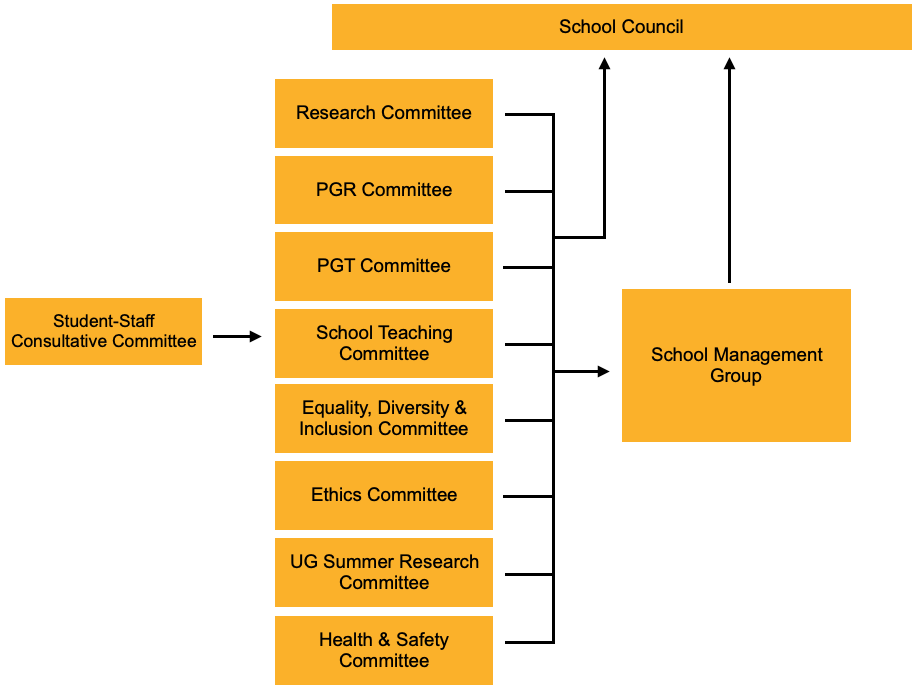 School Council
Research Committee
PGR Committee
PGT Committee
Student-Staff
Consultative Committee
School Teaching
Committee
School Management
Group
Equality, Diversity &
Inclusion Committee
Ethics Committee
UG Summer Research
Committee
Health & Safety
Committee